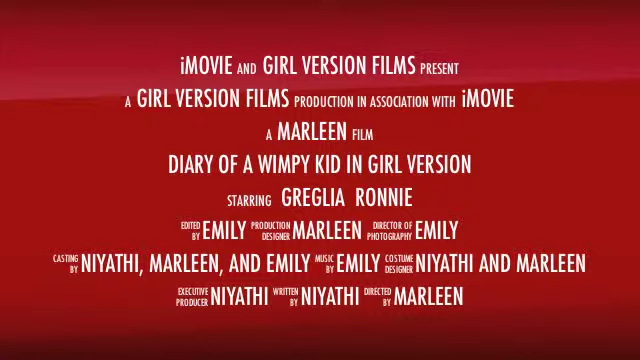 iMOVIE AND GIRL VERSION FILMS PRESENT
A GIRL VERSION FILMS PRODUCTION IN ASSOCIATION WITH iMOVIE
A MARLEEN FILM
DIARY OF A WIMPY KID IN GIRL VERSION
STARRING GREGLIA RONNIE
EDITED BY EMILY PRODUCTION DESIGNER MARLEEN DIRECTOR OF PHOTOGRAPHY EMILY
CASTING BY NIYATHI, MARLEEN, AND EMILY MUSIC BY EMILY COSTUME DESIGNER NIYATHI AND MARLEEN
EXECUTIVE PRODUCER NIYATHI WRITTEN BY NIYATHI DIRECTED BY MARLEEN